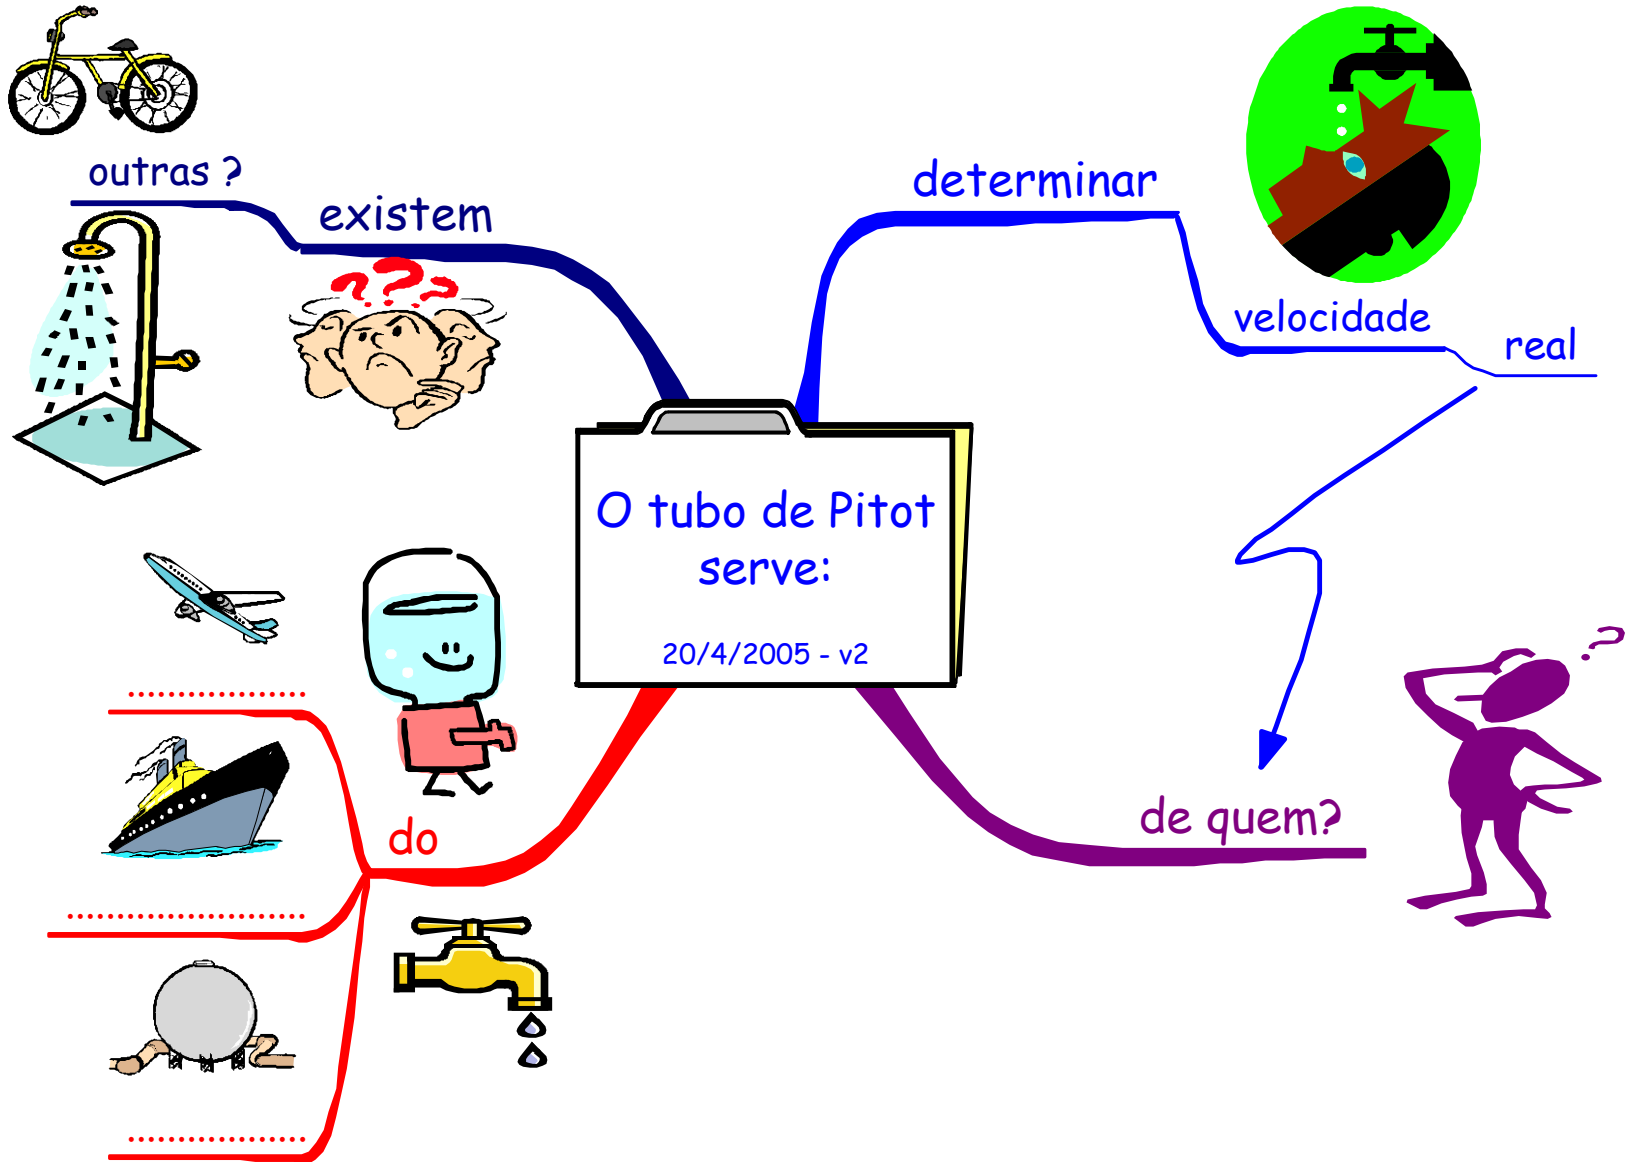 O tubo de Pitot
serve:
20/4/2005 - v2
determinar
velocidade
real
de quem?
do
.....................
............................
.....................
existem
outras ?